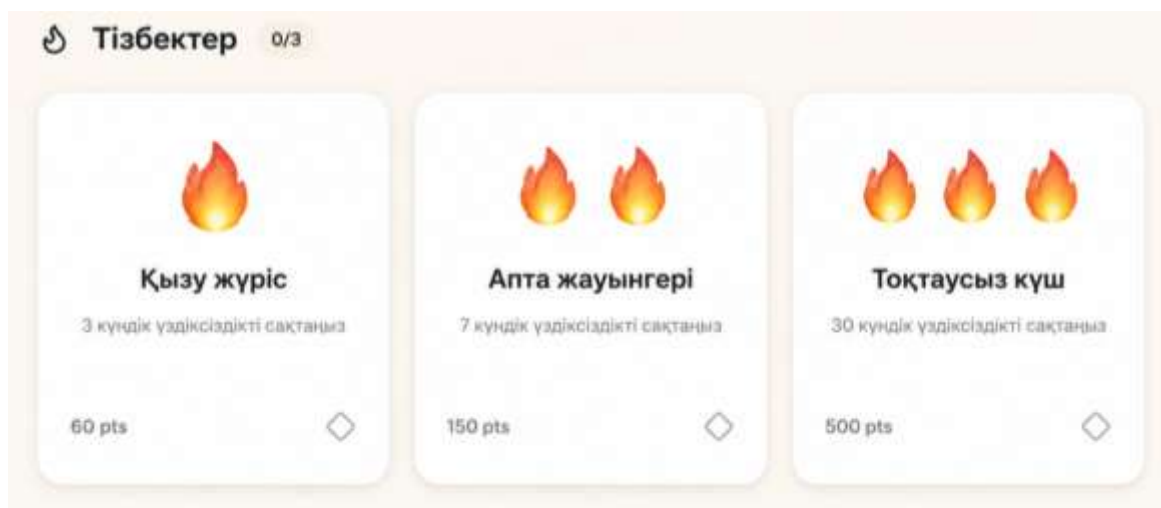 Тізбектер 0/3
Қызу жүріс
3 күндік үздіксіздікті сақтаңыз
60 pts
Апта жауынгері
7 күндік үздіксіздікті сақтаңыз
150 pts
Тоқтаусыз күш
30 күндік үздіксіздікті сақтаңыз
500 pts